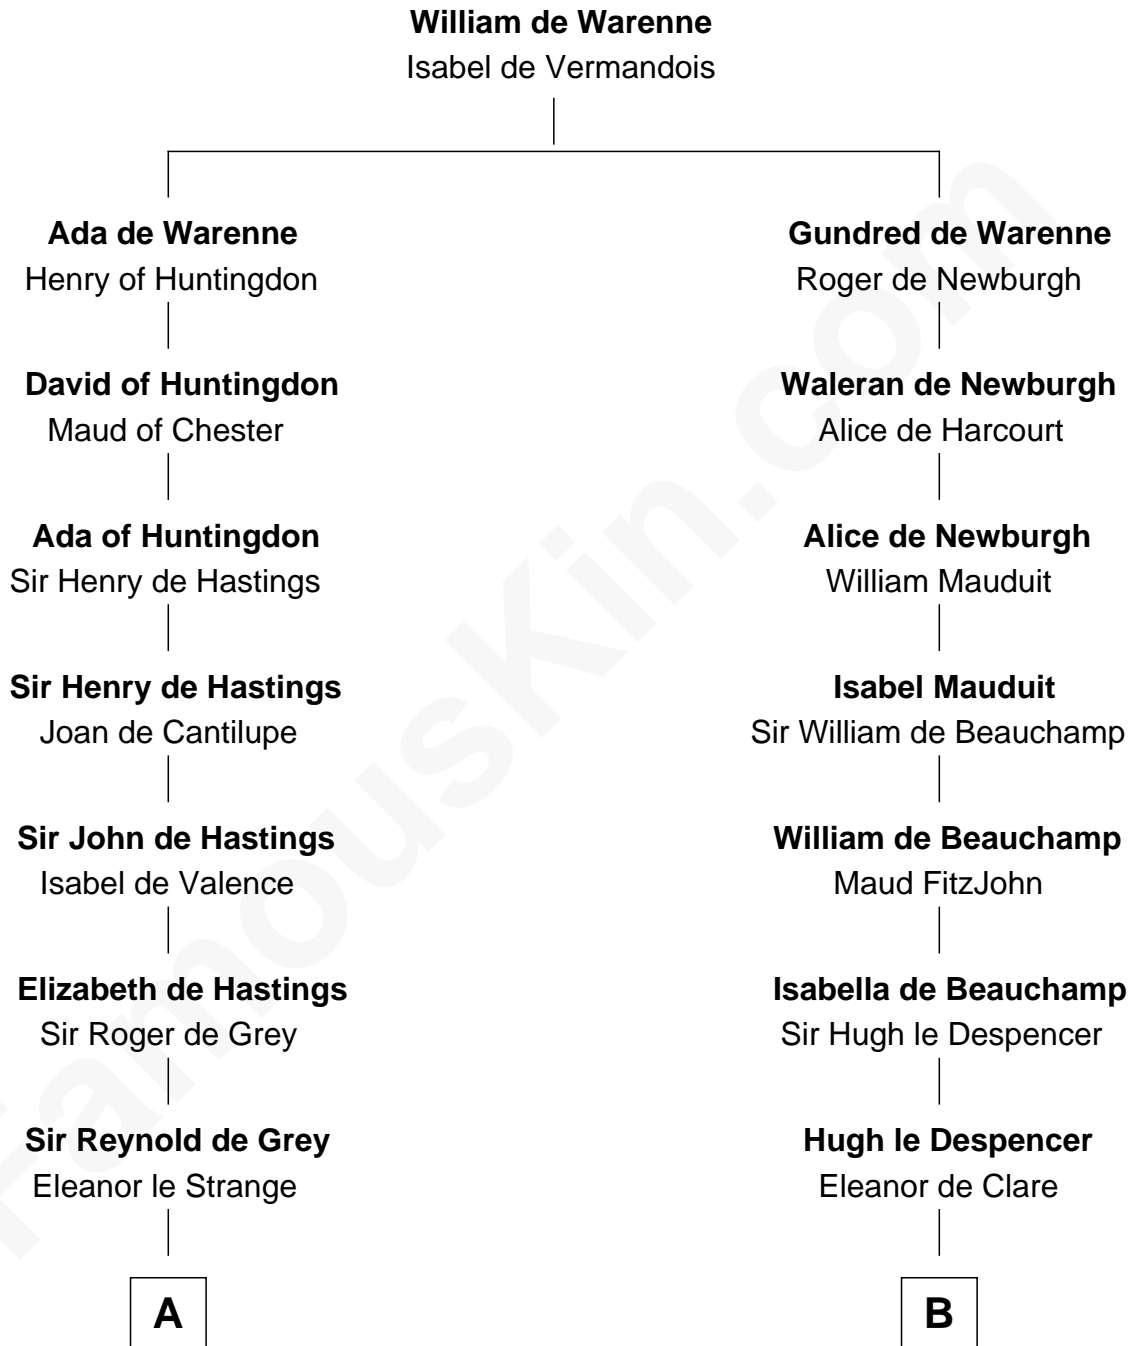 William de Warenne
Isabel de Vermandois
Ada de Warenne
Henry of Huntingdon
David of Huntingdon
Maud of Chester
Ada of Huntingdon
Sir Henry de Hastings
Sir Henry de Hastings
Joan de Cantilupe
Sir John de Hastings
Isabel de Valence
Elizabeth de Hastings
Sir Roger de Grey
Sir Reynold de Grey
Eleanor le Strange
A
Gundred de Warenne
Roger de Newburgh
Waleran de Newburgh
Alice de Harcourt
Alice de Newburgh
William Mauduit
Isabel Mauduit
Sir William de Beauchamp
William de Beauchamp
Maud FitzJohn
Isabella de Beauchamp
Sir Hugh le Despencer
Hugh le Despencer
Eleanor de Clare
B
FamousKin.com